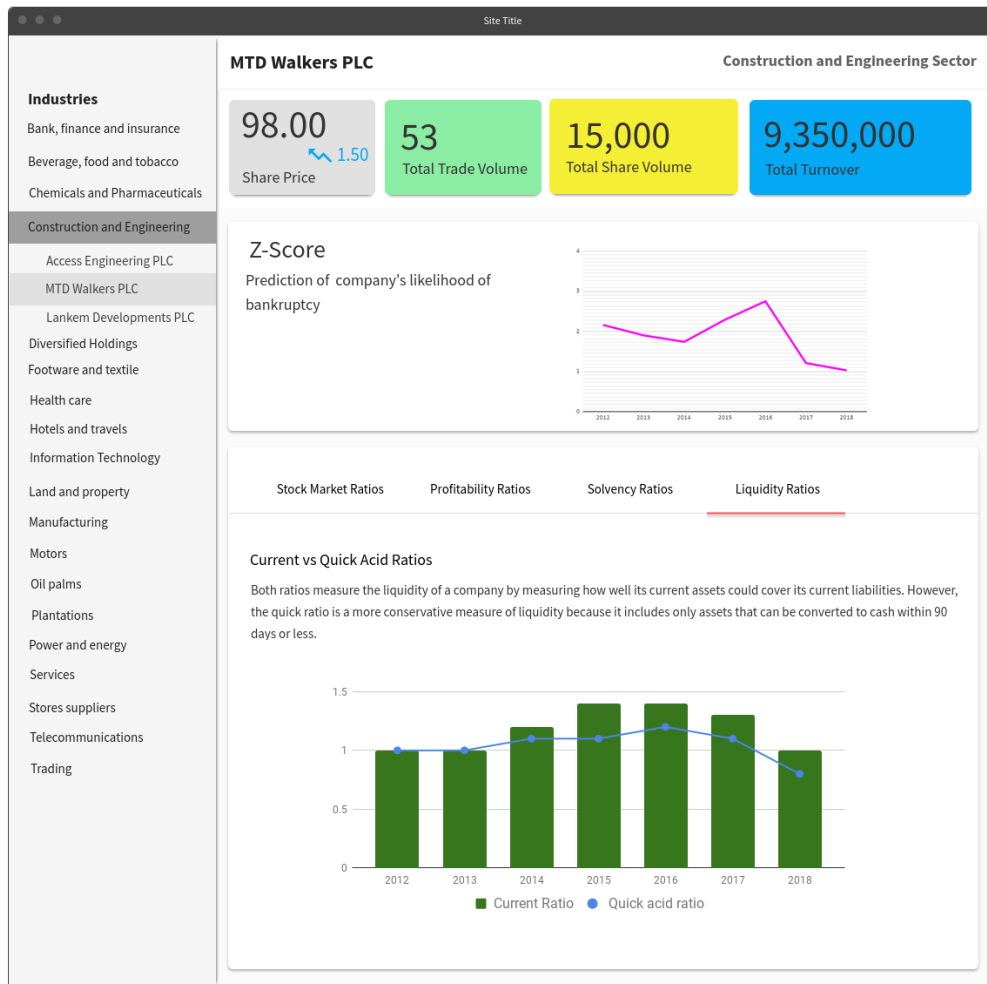 Site Title
Industries
Bank, finance and insurance
Beverage, food and tobacco
Chemicals and Pharmaceuticals
Construction and Engineering
Access Engineering PLC
MTD Walkers PLC
Lankem Developments PLC
Diversified Holdings
Footware and textile
Health care
Hotels and travels
Information Technology
Land and property
Manufacturing
Motors
Oil palms
Plantations
Power and energy
Services
Stores suppliers
Telecommunications
Trading
MTD Walkers PLC
Construction and Engineering Sector
98.00
1.50
Share Price
53
Total Trade Volume
15,000
Total Share Volume
9,350,000
Total Turnover
Z-Score
Prediction of company's likelihood of
bankruptcy
4
3
2
1
0
2012 2013 2014 2015 2016 2017 2018
Stock Market Ratios Profitability Ratios Solvency Ratios Liquidity Ratios
Current vs Quick Acid Ratios
Both ratios measure the liquidity of a company by measuring how well its current assets could cover its current liabilities. However,
the quick ratio is a more conservative measure of liquidity because it includes only assets that can be converted to cash within 90
days or less.
1.5
1
0.5
0
2012 2013 2014 2015 2016 2017 2018
Current Ratio Quick acid ratio